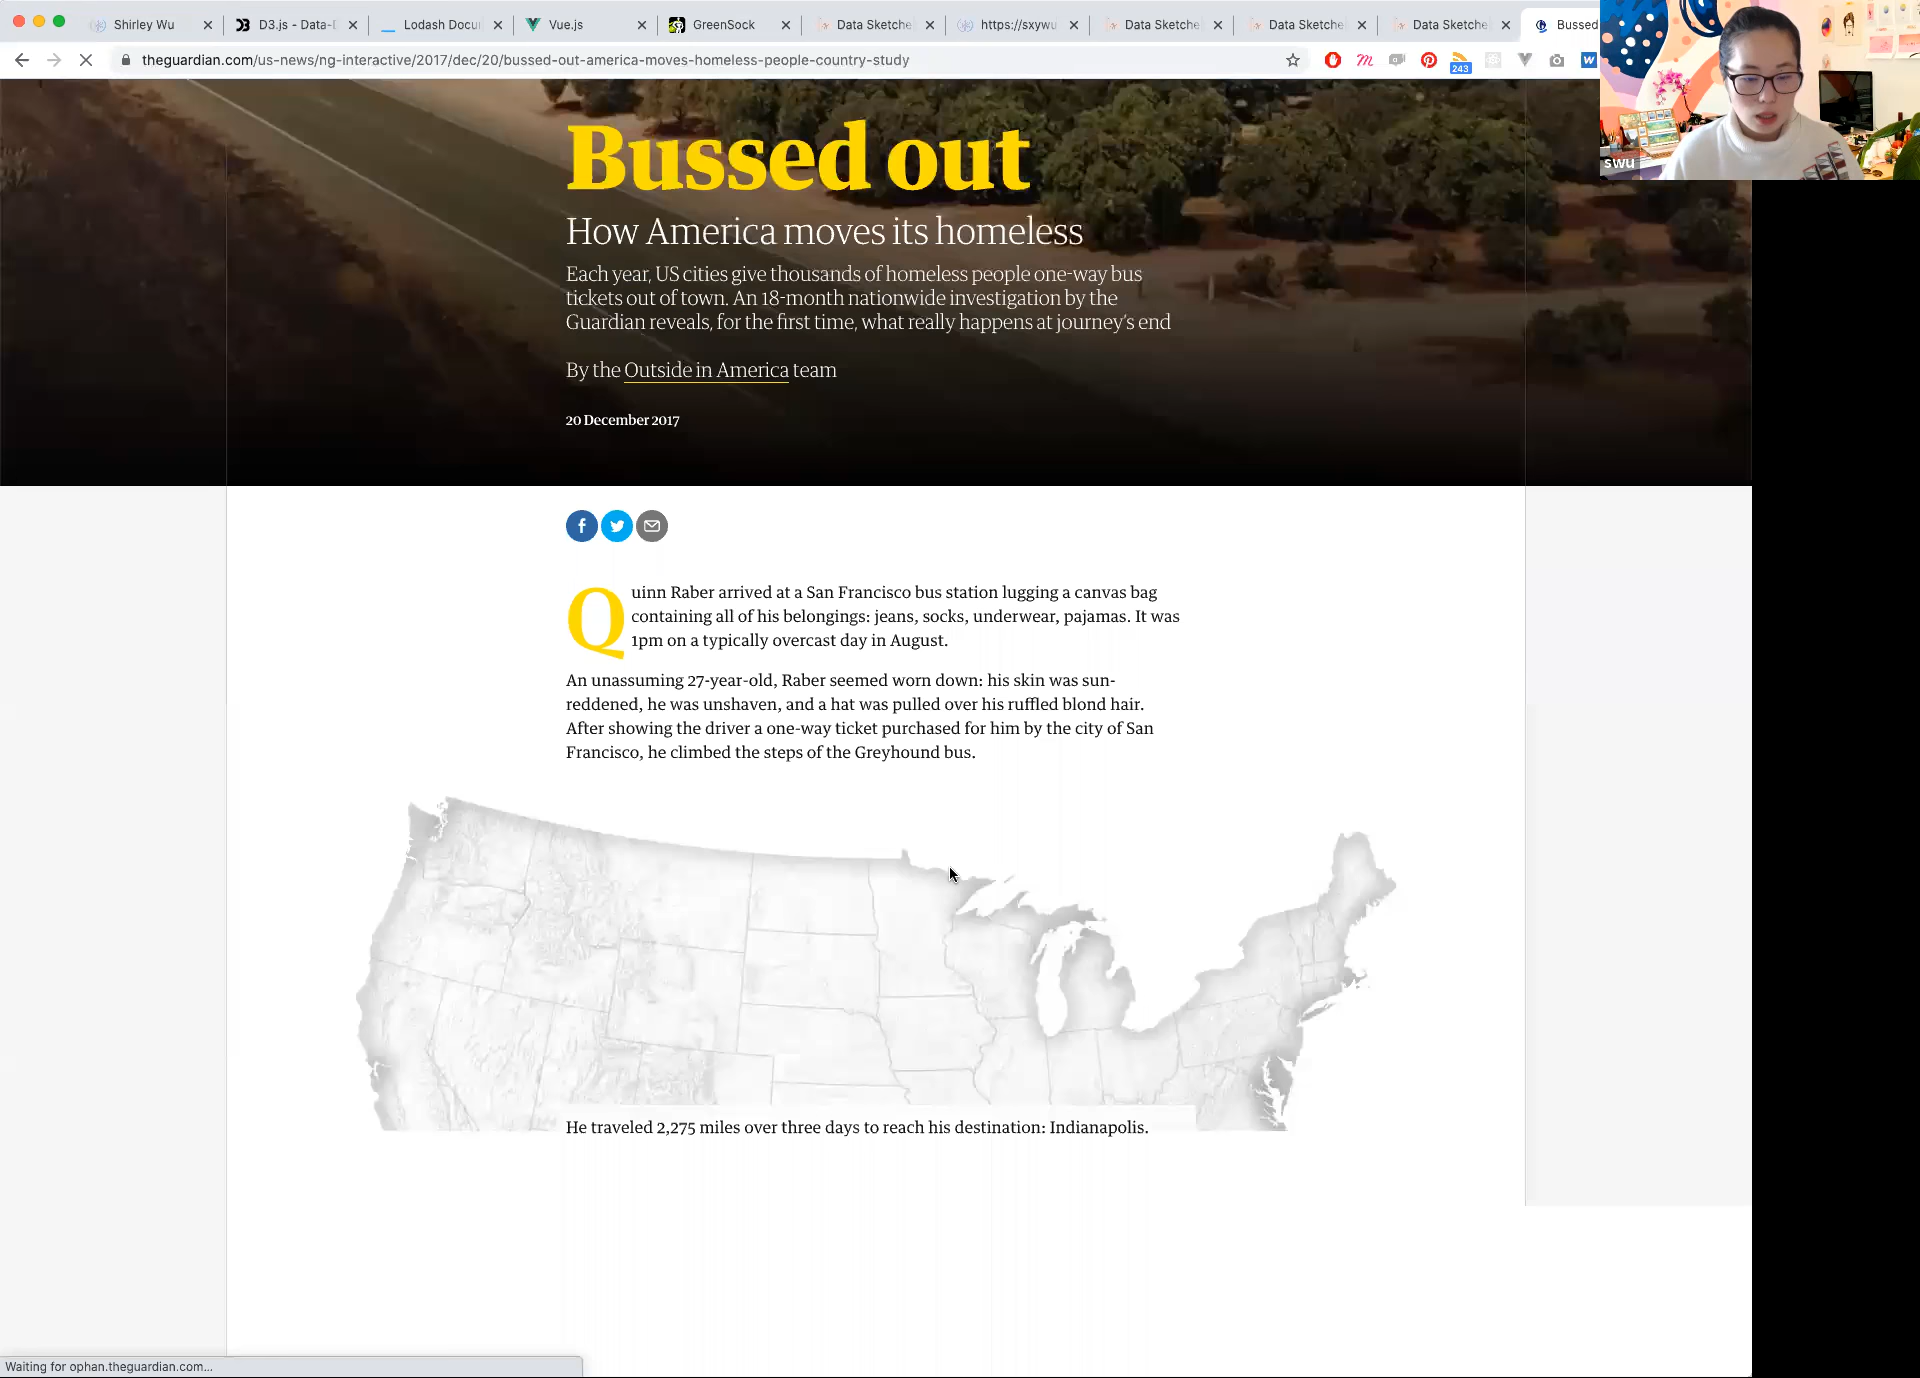 Shirley Wu
D3.js - Data-D
Lodash Docu
Vue.js
GreenSock
Data Sketche
https://sxywu
Data Sketche
Data Sketche
Data Sketche
Bussed
theguardian.com/us-news/ng-interactive/2017/dec/20/bussed-out-america-moves-homeless-people-country-study
243
swu
Bussed out
How America moves its homeless
Each year, US cities give thousands of homeless people one-way bus
tickets out of town. An 18-month nationwide investigation by the
Guardian reveals, for the first time, what really happens at journey's end
By the Outside in America team
20 December 2017
Quinn Raber arrived at a San Francisco bus station lugging a canvas bag
containing all of his belongings: jeans, socks, underwear, pajamas. It was
1pm on a typically overcast day in August.
An unassuming 27-year-old, Raber seemed worn down: his skin was sun-
reddened, he was unshaven, and a hat was pulled over his ruffled blond hair.
After showing the driver a one-way ticket purchased for him by the city of San
Francisco, he climbed the steps of the Greyhound bus.
He traveled 2,275 miles over three days to reach his destination: Indianapolis.
Waiting for ophan.theguardian.com...